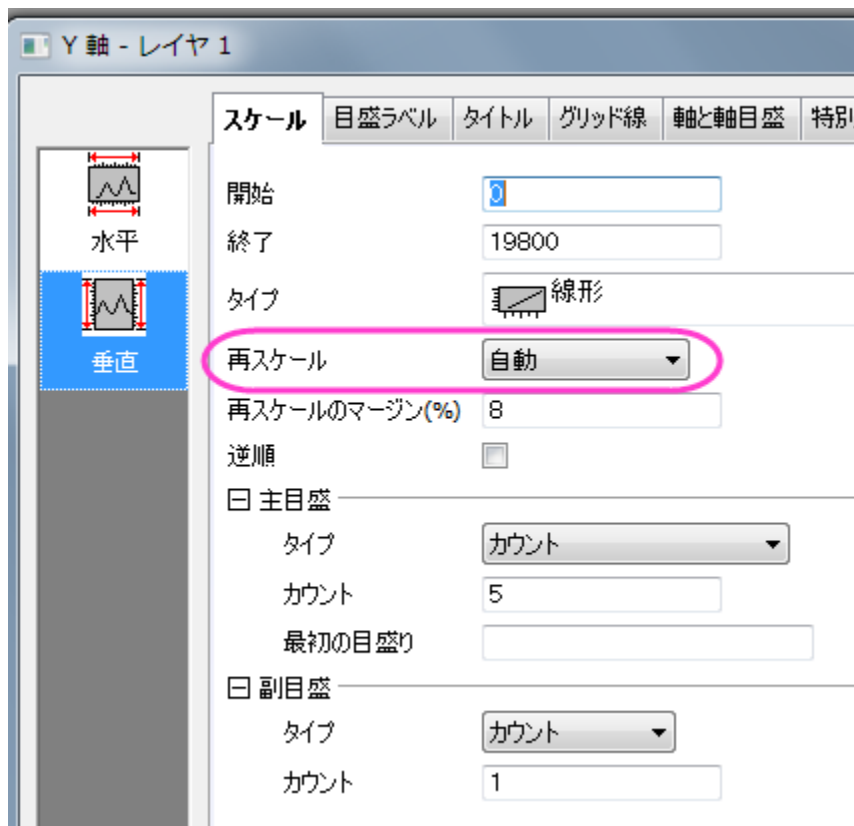 Y 軸 - レイヤ 1
スケール 目盛ラベル タイトル グリッド線 軸と軸目盛 特別
水平
垂直
開始 0
終了 19800
タイプ 線形
再スケール 自動
再スケールのマージン(%) 8
逆順
主目盛
タイプ カウント
カウント 5
最初の目盛り
副目盛
タイプ カウント
カウント 1